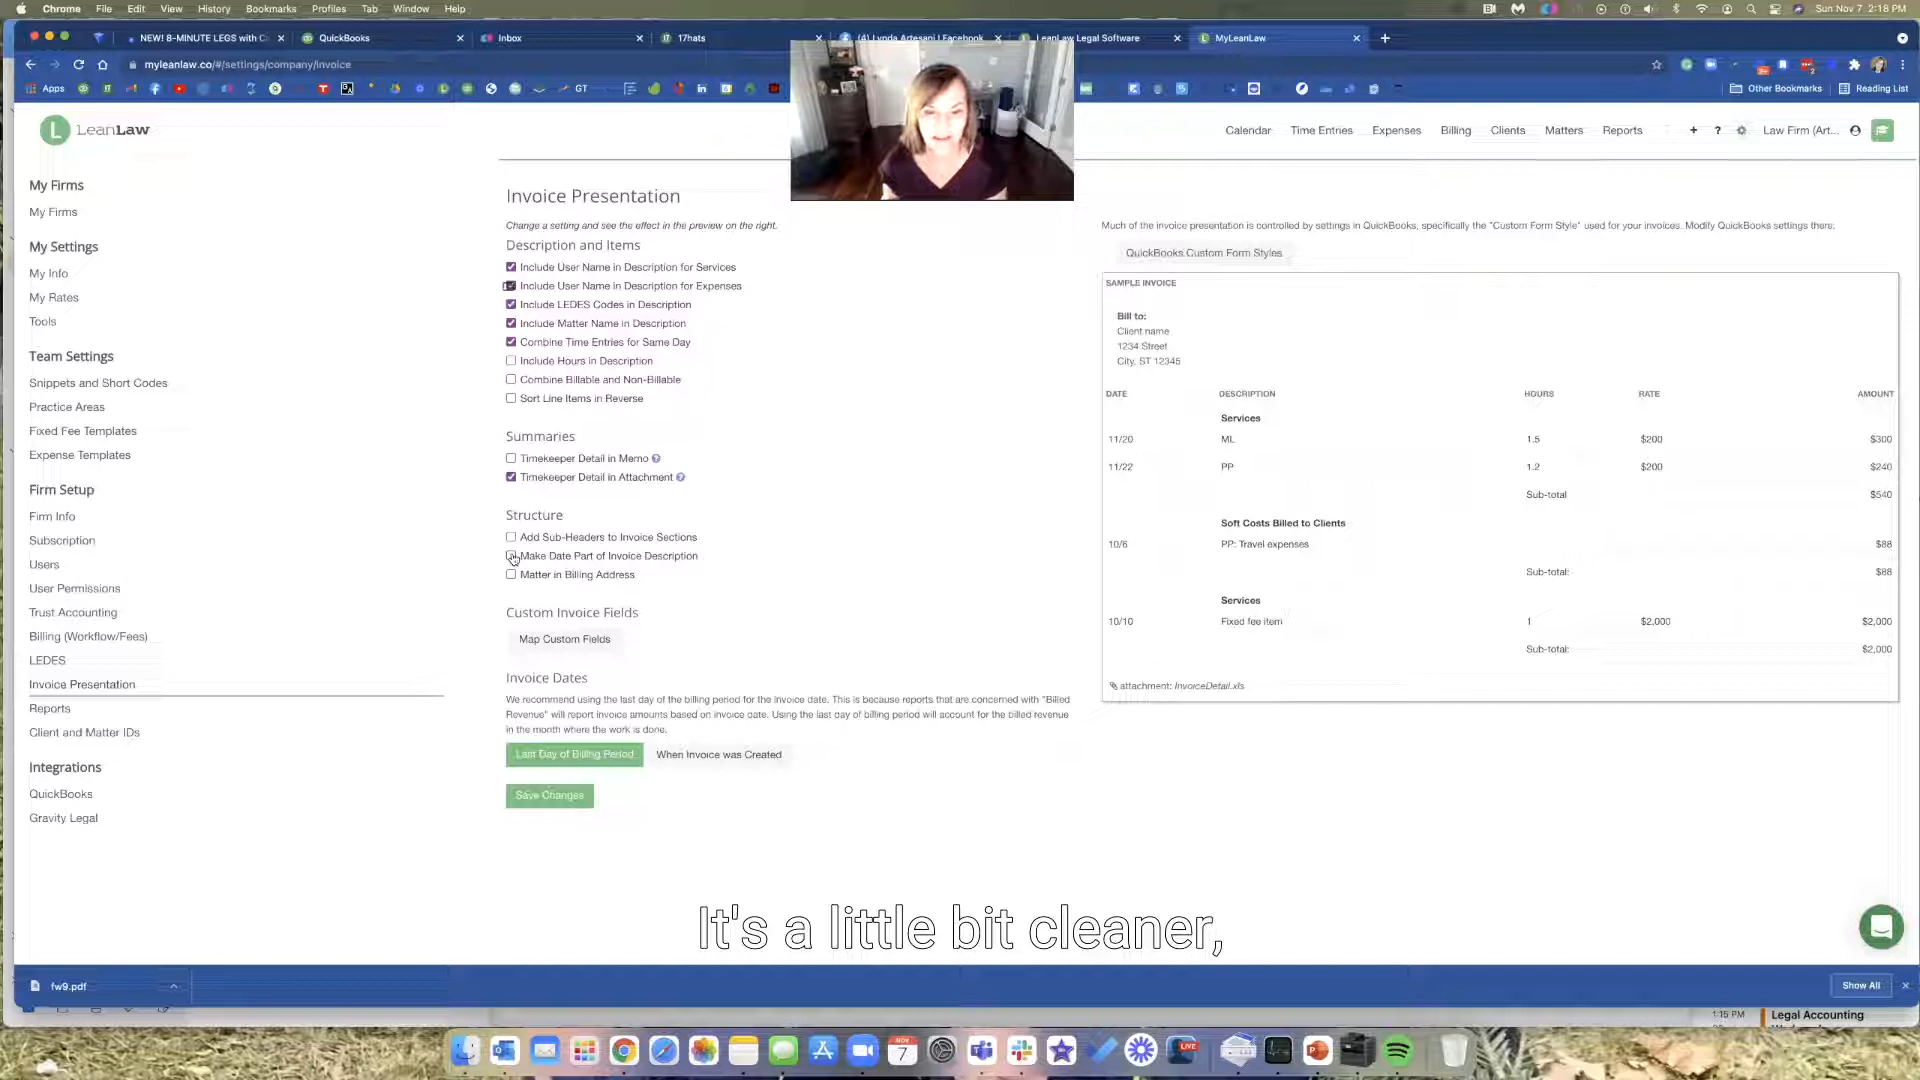 Chrome File Edit View History Bookmarks Profiles Tab Window Help
Sun Nov 7 2:18 PM
NEW! 8-MINUTE LEGS with C
QuickBooks
Inbox
17hats
(4) Lynda Artesani | Facebook
LeanLaw Legal Software
MyLeanLaw
myleanlaw.co/#/settings/company/invoice
Apps
GT
Other Bookmarks
Reading List
LeanLaw
Calendar Time Entries Expenses Billing Clients Matters Reports + ? Law Firm (Art...
My Firms
My Firms
My Settings
My Info
My Rates
Tools
Team Settings
Snippets and Short Codes
Practice Areas
Fixed Fee Templates
Expense Templates
Firm Setup
Firm Info
Subscription
Users
User Permissions
Trust Accounting
Billing (Workflow/Fees)
LEDES
Invoice Presentation
Reports
Client and Matter IDs
Integrations
QuickBooks
Gravity Legal
Invoice Presentation
Change a setting and see the effect in the preview on the right.
Description and Items
Include User Name in Description for Services
Include User Name in Description for Expenses
Include LEDES Codes in Description
Include Matter Name in Description
Combine Time Entries for Same Day
Include Hours in Description
Combine Billable and Non-Billable
Sort Line Items in Reverse
Summaries
Timekeeper Detail in Memo
Timekeeper Detail in Attachment
Structure
Add Sub-Headers to Invoice Sections
Make Date Part of Invoice Description
Matter in Billing Address
Custom Invoice Fields
Map Custom Fields
Invoice Dates
We recommend using the last day of the billing period for the invoice date. This is because reports that are concerned with "Billed
Revenue" will report invoice amounts based on invoice date. Using the last day of billing period will account for the billed revenue
in the month where the work is done.
Last Day of Billing Period
When Invoice was Created
Save Changes
Much of the invoice presentation is controlled by settings in QuickBooks, specifically the "Custom Form Style" used for your invoices. Modify QuickBooks settings there:
QuickBooks Custom Form Styles
SAMPLE INVOICE
Bill to:
Client name
1234 Street
City, ST 12345
DATE DESCRIPTION HOURS RATE AMOUNT
Services
11/20 ML 1.5 $200 $300
11/22 PP 1.2 $200 $240
Sub-total $540
Soft Costs Billed to Clients
10/6 PP: Travel expenses $88
Sub-total: $88
Services
10/10 Fixed fee item 1 $2,000 $2,000
Sub-total: $2,000
attachment: InvoiceDetail.xls
It's a little bit cleaner,
fw9.pdf
Show All
1:15 PM
Legal Accounting
NOV
7
LIVE